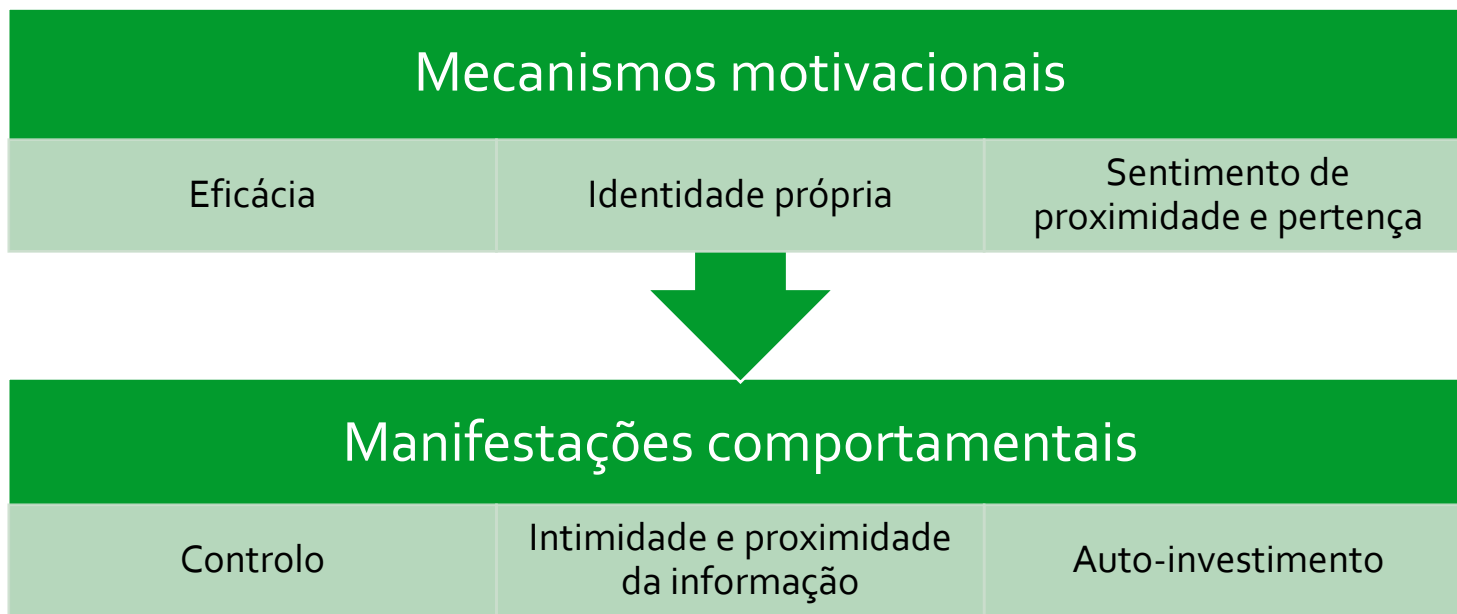 Mecanismos motivacionais
Eficácia
Identidade própria
Sentimento de
proximidade e pertença
Manifestações comportamentais
Controlo
Intimidade e proximidade
da informação
Auto-investimento